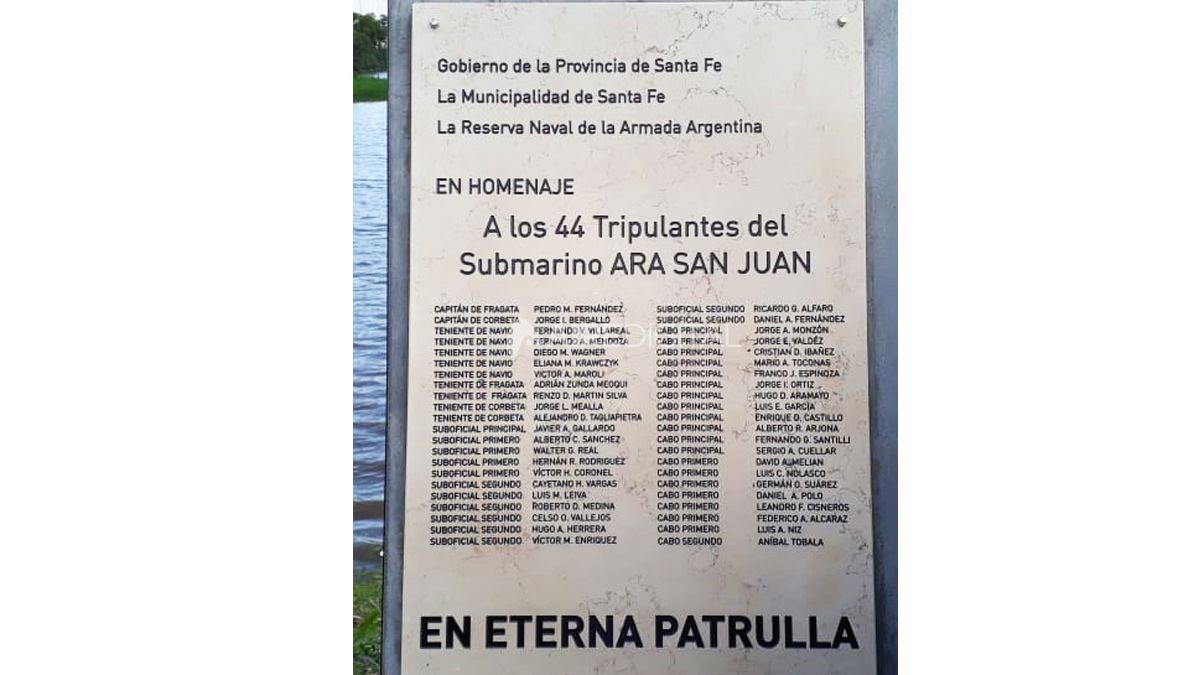 Gobierno de la Provincia de Santa Fe
La Municipalidad de Santa Fe
La Reserva Naval de la Armada Argentina
EN HOMENAJE
A los 44 Tripulantes del
Submarino ARA SAN JUAN
CAPITÁN DE FRAGATA PEDRO M. FERNÁNDEZ
CAPITÁN DE CORBETA JORGE I. BERGALLO
TENIENTE DE NAVIO FERNANDO V. VILLAREAL
TENIENTE DE NAVIO FERNANDO A. MENDOZA
TENIENTE DE NAVIO DIEGO M. WAGNER
TENIENTE DE NAVIO ELIANA M. KRAWCZYK
TENIENTE DE NAVIO VICTOR A. MAROLI
TENIENTE DE FRAGATA ADRIÁN ZUNDA MEOQUI
TENIENTE DE FRAGATA RENZO D. MARTIN SILVA
TENIENTE DE CORBETA JORGE L. MEALLA
TENIENTE DE CORBETA ALEJANDRO D. TAGLIAPIETRA
SUBOFICIAL PRINCIPAL JAVIER A. GALLARDO
SUBOFICIAL PRIMERO ALBERTO C. SANCHEZ
SUBOFICIAL PRIMERO WALTER G. REAL
SUBOFICIAL PRIMERO HERNÁN R. RODRIGUEZ
SUBOFICIAL PRIMERO VÍCTOR H. CORONEL
SUBOFICIAL SEGUNDO CAYETANO H. VARGAS
SUBOFICIAL SEGUNDO LUIS M. LEIVA
SUBOFICIAL SEGUNDO ROBERTO D. MEDINA
SUBOFICIAL SEGUNDO CELSO O. VALLEJOS
SUBOFICIAL SEGUNDO HUGO A. HERRERA
SUBOFICIAL SEGUNDO VÍCTOR M. ENRIQUEZ
SUBOFICIAL SEGUNDO RICARDO G. ALFARO
SUBOFICIAL SEGUNDO DANIEL A. FERNÁNDEZ
CABO PRINCIPAL JORGE A. MONZÓN
CABO PRINCIPAL JORGE E. VALDÉZ
CABO PRINCIPAL CRISTIAN D. IBAÑEZ
CABO PRINCIPAL MARIO A. TOCONAS
CABO PRINCIPAL FRANCO J. ESPINOZA
CABO PRINCIPAL JORGE I. ORTIZ
CABO PRINCIPAL HUGO D. ARAMAYO
CABO PRINCIPAL LUIS E. GARCÍA
CABO PRINCIPAL ENRIQUE D. CASTILLO
CABO PRINCIPAL ALBERTO R. ARJONA
CABO PRINCIPAL FERNANDO G. SANTILLI
CABO PRINCIPAL SERGIO A. CUELLAR
CABO PRIMERO DAVID A. MELIAN
CABO PRIMERO LUIS C. NOLASCO
CABO PRIMERO GERMÁN O. SUÁREZ
CABO PRIMERO DANIEL A. POLO
CABO PRIMERO LEANDRO F. CISNEROS
CABO PRIMERO FEDERICO A. ALCARAZ
CABO PRIMERO LUIS A. NIZ
CABO SEGUNDO ANÍBAL TOBALA
EN ETERNA PATRULLA